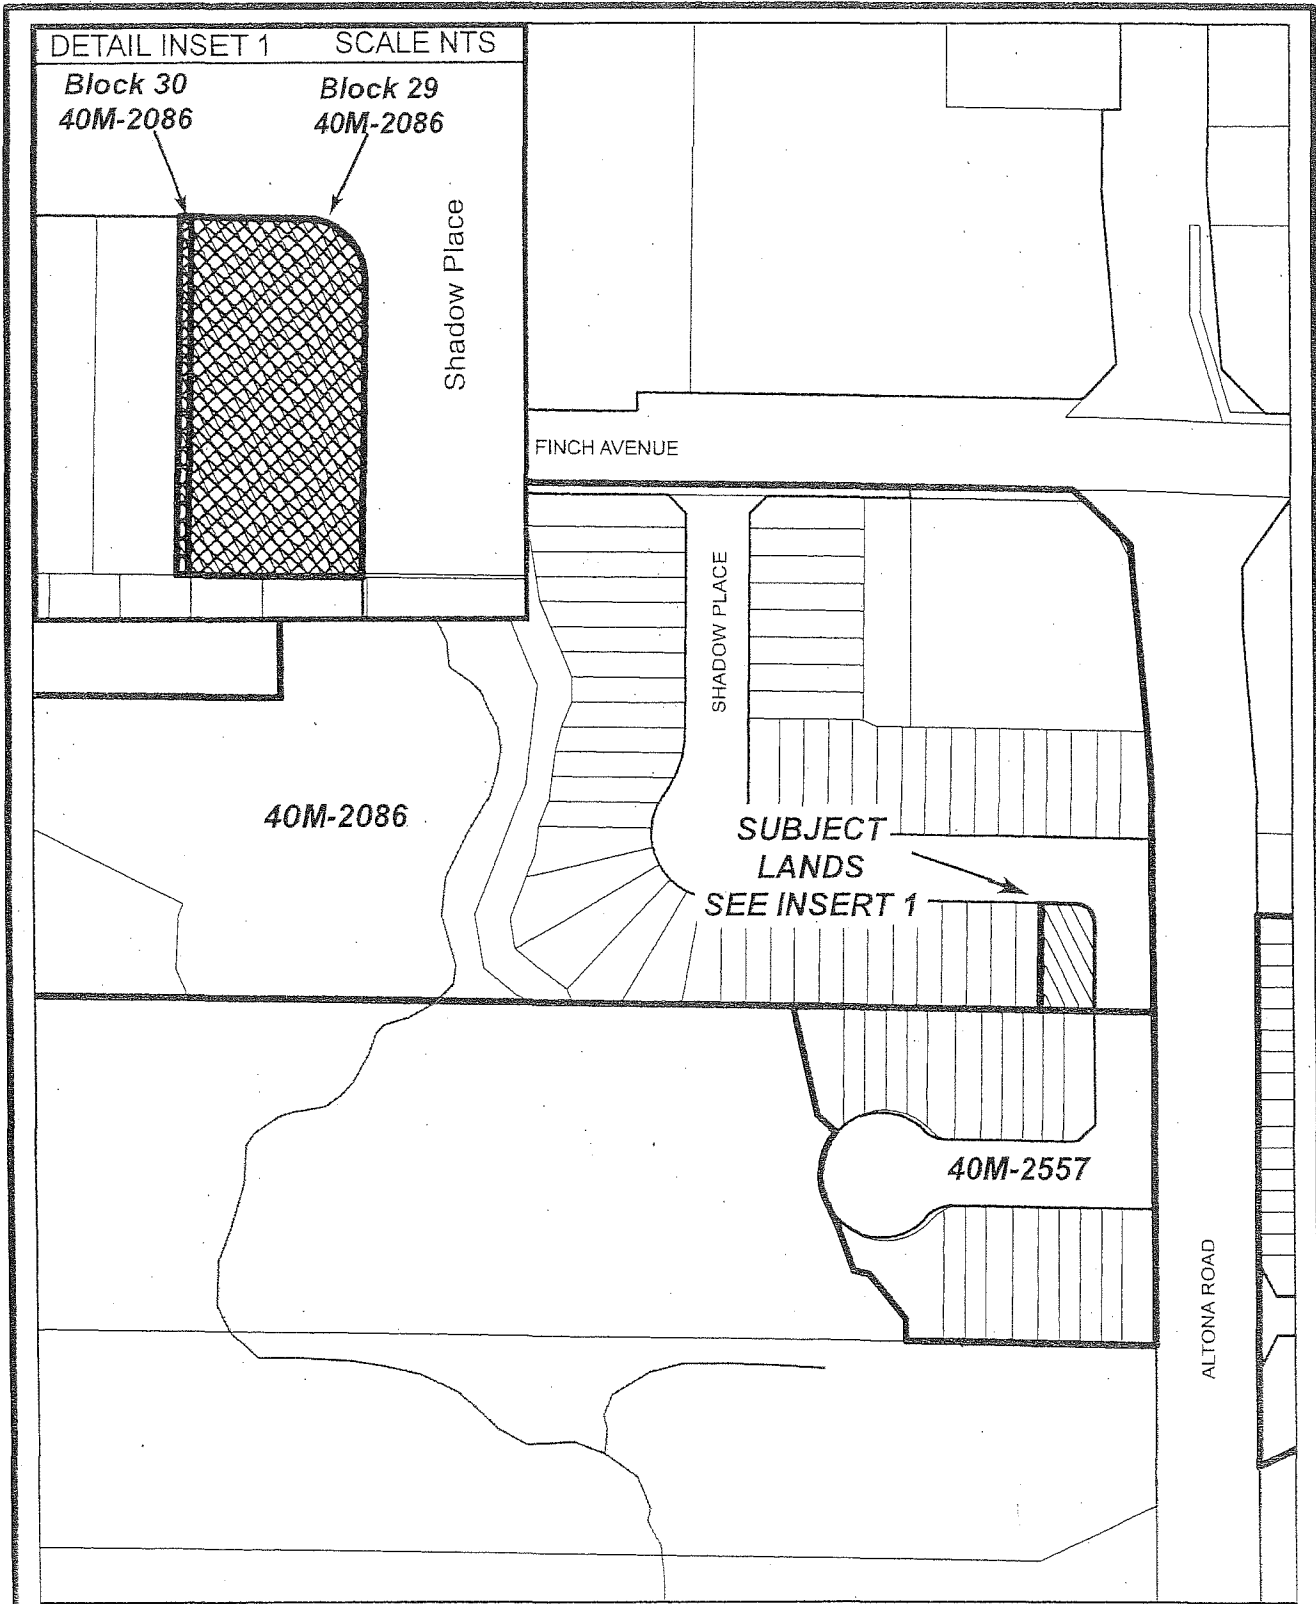 DETAIL INSET 1 SCALE NTS
Block 30
40M-2086
Block 29
40M-2086
Shadow Place
FINCH AVENUE
SHADOW PLACE
40M-2086
SUBJECT
LANDS
SEE INSERT 1
40M-2557
ALTONA ROAD